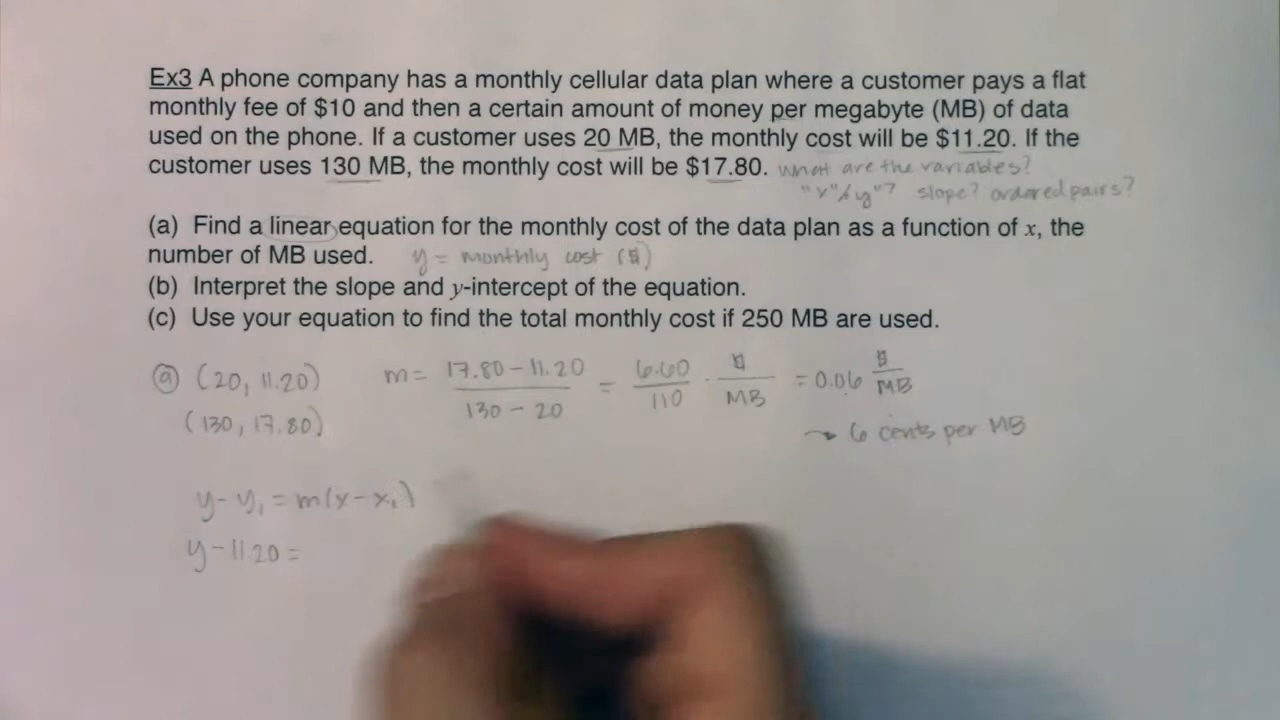 Ex3 A phone company has a monthly cellular data plan where a customer pays a flat
monthly fee of $10 and then a certain amount of money per megabyte (MB) of data
used on the phone. If a customer uses 20 MB, the monthly cost will be $11.20. If the
customer uses 130 MB, the monthly cost will be $17.80. what are the variables?
"x" & "y"? slope? ordered pairs?
(a) Find a linear equation for the monthly cost of the data plan as a function of x, the
number of MB used. y = monthly cost ($)
(b) Interpret the slope and y-intercept of the equation.
(c) Use your equation to find the total monthly cost if 250 MB are used.
ⓐ (20, 11.20) m = 17.80 - 11.20 / 130 - 20 = 6.60 / 110 · $ / MB = 0.06 $ / MB
(130, 17.80) → 6 cents per MB
y - y₁ = m(x - x₁)
y - 11.20 =